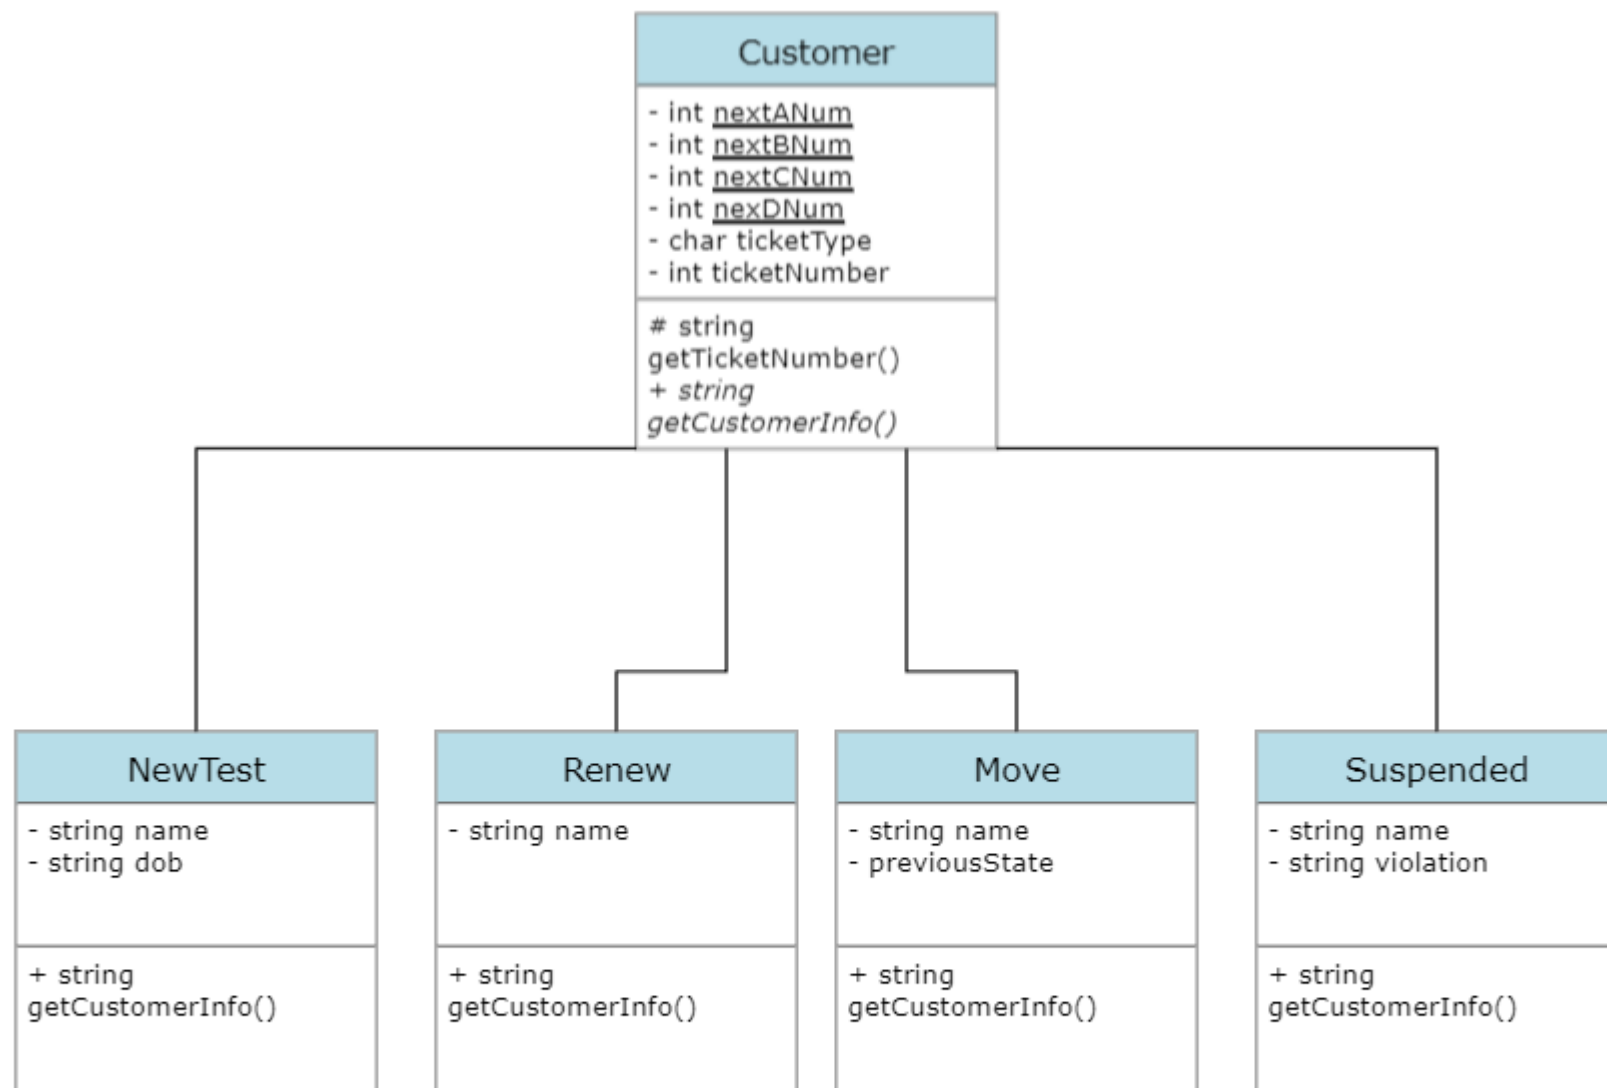 Customer
- int nextANum
- int nextBNum
- int nextCNum
- int nexDNum
- char ticketType
- int ticketNumber
# string
getTicketNumber()
+ string
getCustomerInfo()
NewTest
- string name
- string dob
+ string
getCustomerInfo()
Renew
- string name
+ string
getCustomerInfo()
Move
- string name
- previousState
+ string
getCustomerInfo()
Suspended
- string name
- string violation
+ string
getCustomerInfo()